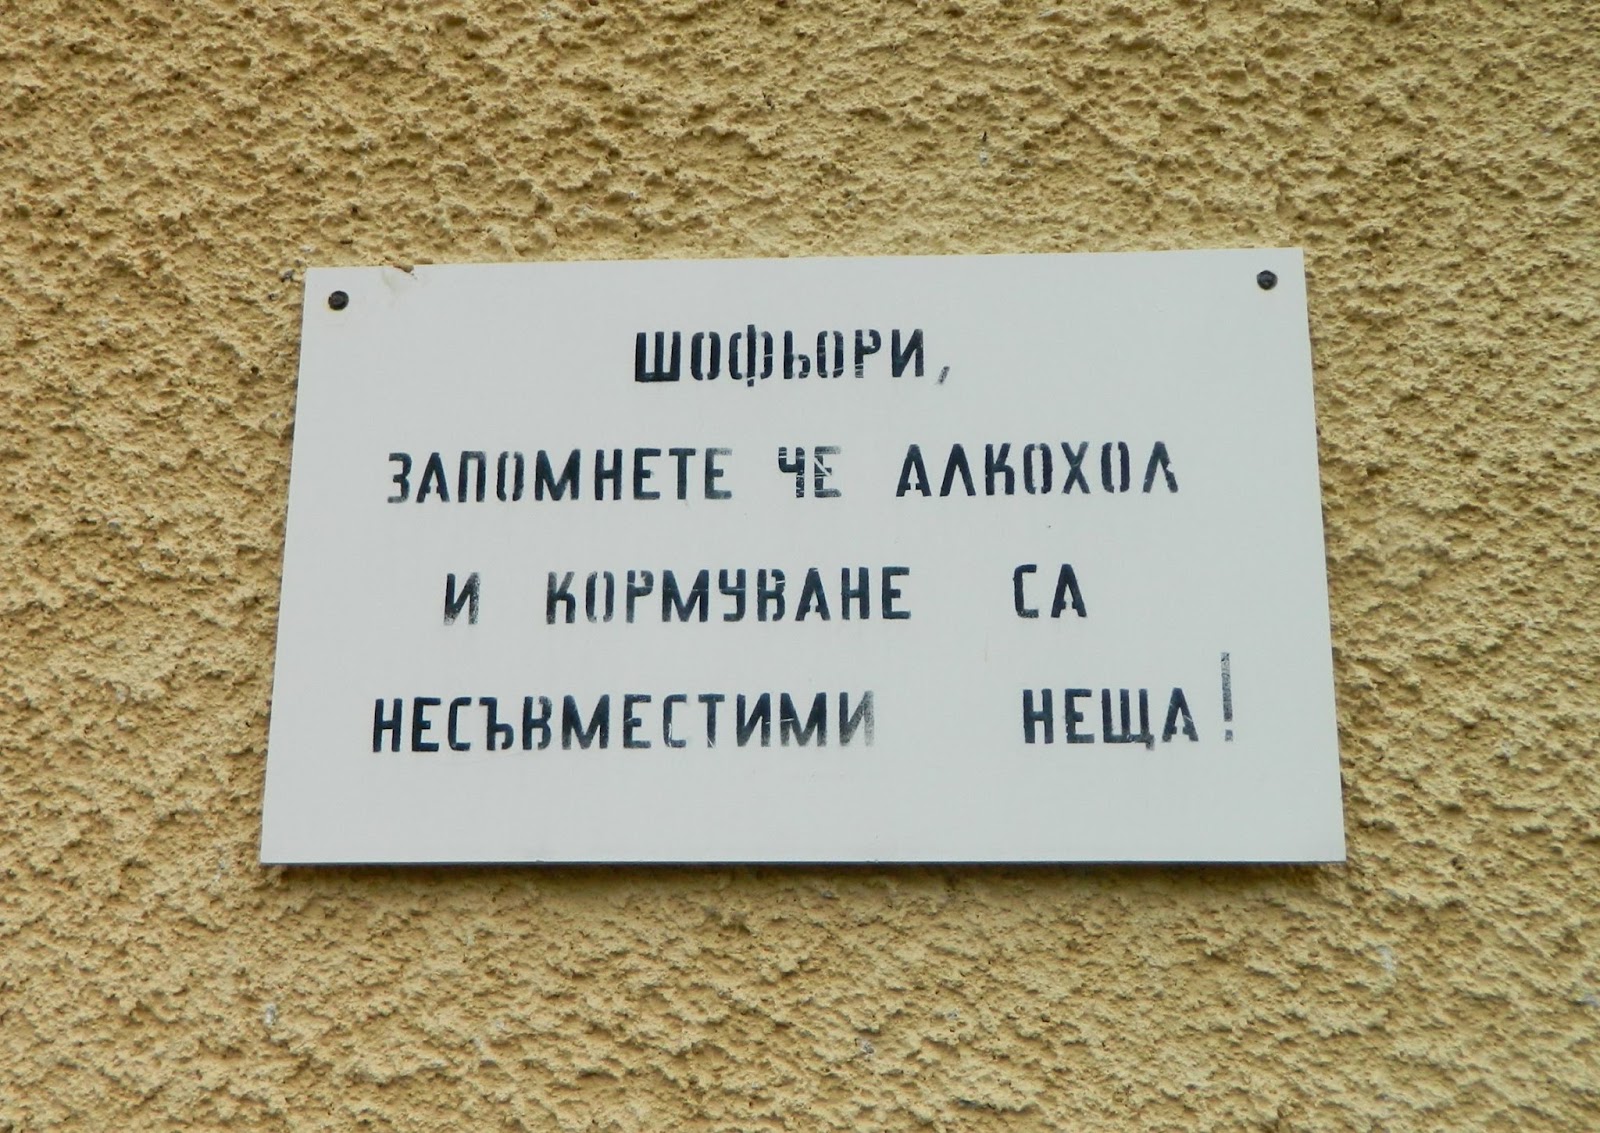 ШОФЬОРИ,
ЗАПОМНЕТЕ ЧЕ АЛКОХОЛ
И КОРМУВАНЕ СА
НЕСЪВМЕСТИМИ НЕЩА!